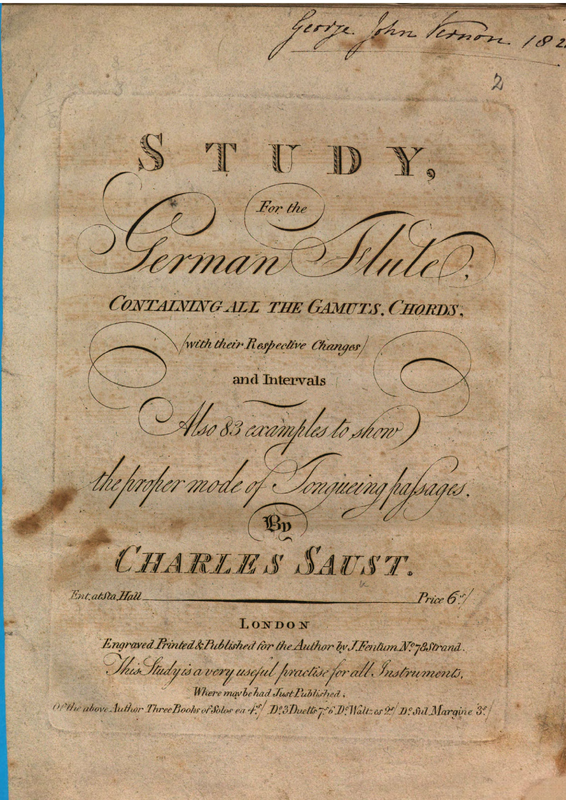 George John Vernon 182
2
STUDY,
For the
German Flute,
CONTAINING ALL THE GAMUTS, CHORDS,
(with their Respective Changes)
and Intervals
Also 83 examples to show
the proper mode of Tongueing passages.
By
CHARLES SAUST.
Ent. at Sta. Hall Price 6s/
LONDON
Engraved Printed & Published for the Author by J. Fentum No. 78 Strand.
This Study is a very useful practise for all Instruments,
Where may be had Just Published.
Of the above Author Three Books of Solos ea 4s/ Do. 3 Duetts 7s 6. Do. Waltzes 2s/ Do. Sul Margine 3s/